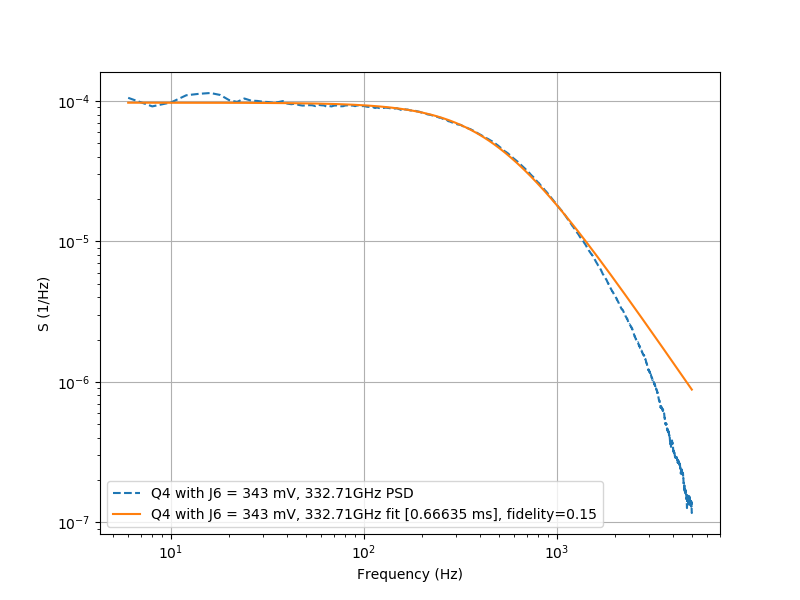 S (1/Hz)
10⁻⁴
10⁻⁵
10⁻⁶
10⁻⁷
Q4 with J6 = 343 mV, 332.71GHz PSD
Q4 with J6 = 343 mV, 332.71GHz fit [0.66635 ms], fidelity=0.15
10¹
10²
10³
Frequency (Hz)